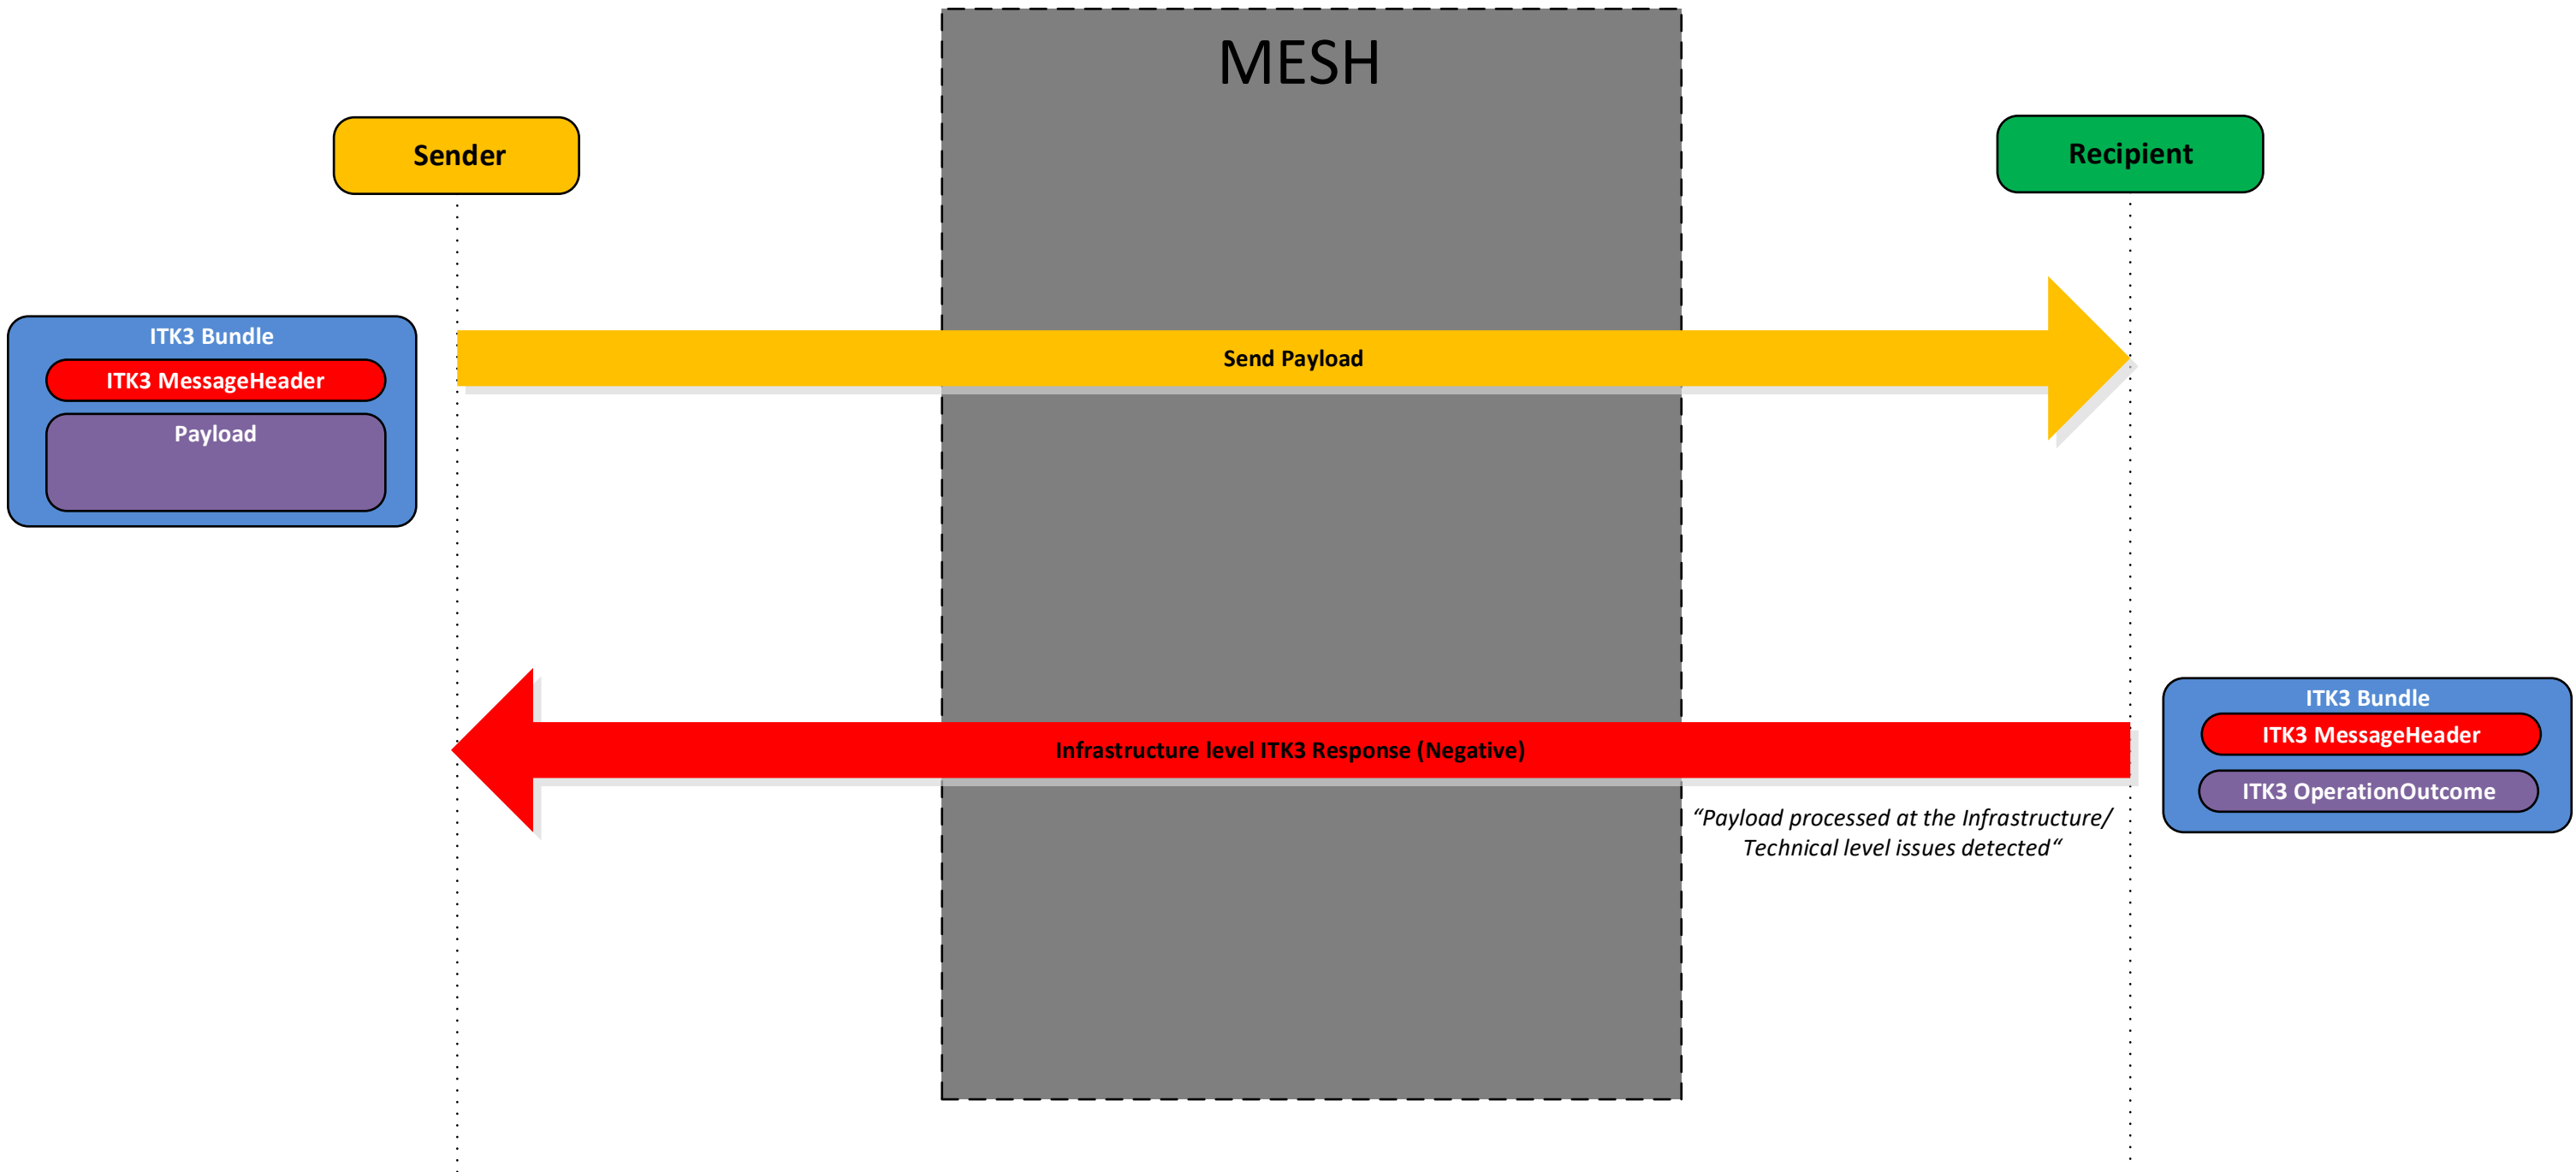 MESH
Sender
Recipient
ITK3 Bundle
ITK3 MessageHeader
Payload
Send Payload
Infrastructure level ITK3 Response (Negative)
ITK3 Bundle
ITK3 MessageHeader
ITK3 OperationOutcome
“Payload processed at the Infrastructure/
Technical level issues detected“